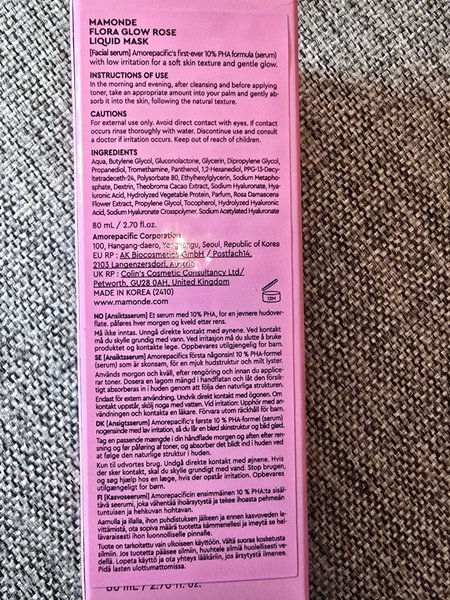 MAMONDE
FLORA GLOW ROSE
LIQUID MASK
[Facial serum] Amorepacific's first-ever 10% PHA formula (serum)
with low irritation for a soft skin texture and gentle glow.
INSTRUCTIONS OF USE
In the morning and evening, after cleansing and before applying
toner, take an appropriate amount into your palm and gently ab-
sorb it into the skin, following the natural texture.
CAUTIONS
For external use only. Avoid direct contact with eyes. If contact
occurs rinse thoroughly with water. Discontinue use and consult
a doctor if irritation occurs. Keep out of reach of children.
INGREDIENTS
Aqua, Butylene Glycol, Gluconolactone, Glycerin, Dipropylene Glycol,
Propanediol, Tromethamine, Panthenol, 1,2-Hexanediol, PPG-13-Decy-
ltetradeceth-24, Polysorbate 80, Ethylhexylglycerin, Sodium Metapho-
sphate, Dextrin, Theobroma Cacao Extract, Sodium Hyaluronate, Hya-
luronic Acid, Hydrolyzed Vegetable Protein, Parfum, Rosa Damascena
Flower Extract, Propylene Glycol, Tocopherol, Hydrolyzed Hyaluronic
Acid, Sodium Hyaluronate Crosspolymer, Sodium Acetylated Hyaluronate
80 mL / 2.70 fl.oz.
Amorepacific Corporation
100, Hangang-daero, Yongsangu, Seoul, Republic of Korea
EU RP : AK Biocosmetics GmbH / Postfach14,
2103 Langenzersdorf, Austria
UK RP : Colin's Cosmetic Consultancy Ltd/
Petworth, GU28 0AH, United Kingdom
MADE IN KOREA (2410)
www.mamonde.com
12M
NO [Ansiktsserum] Et serum med 10% PHA, for en jevnere hudover-
flate. påføres hver morgen og kveld etter rens.
Må ikke inntas. Unngå direkte kontakt med øynene. Ved kontakt
må du skylle grundig med vann. Ved irritasjon må du slutte å bruke
produktet og kontakte lege. Oppbevares utilgjengelig for barn.
SE [Ansiktsserum] Amorepacifics första någonsin! 10 % PHA-formel
(serum) som är skonsam, för en mjuk hudstruktur och milt lyster.
Används morgon och kväll, efter rengöring och innan du applice-
rar toner. Dosera en lagom mängd i handflatan och låt den försik-
tigt absorberas in i huden genom att följa den naturliga strukturen.
Endast för extern användning. Undvik direkt kontakt med ögonen. Om
kontakt uppstår, skölj noga med vatten. Vid irritation: Upphör med an-
vändningen och kontakta en läkare. Förvara utom räckhåll för barn.
DK [Ansigtsserum] Amorepacific's første 10 % PHA-formel (serum)
nogensinde med lav irritation, så du får en blød skinstruktur og blid glød.
Tag en passende mængde i din håndflade morgen og aften efter ren-
sning og før påføring af toner, og absorber det blidt ind i huden ved
at følge den naturlige struktur i huden.
Kun til udvortes brug. Undgå direkte kontakt med øjnene. Hvis
der sker kontakt, skal du skylle grundigt med vand. Stop brugen,
og søg hjælp hos en læge, hvis der opstår irritation. Opbevares
utilgængeligt for børn.
FI [Kasvoseerumi] Amorepacificin ensimmäinen 10 % PHA:ta sisäl-
tävä seerumi, joka vähentää ihoärsytystä ja tekee ihosta pehmeän
tuntuisen ja hehkuvan hohtavan.
Aamulla ja illalla, ihon puhdistuksen jälkeen ja ennen kasvoveden le-
vittämistä, ota sopiva määrä tuotetta kämmenellesi ja imeytä se hel-
lävaraisesti ihon luonnolliselle pinnalle.
Tuote on tarkoitettu vain ulkoiseen käyttöön. Vältä suoraa kosketusta
silmiin. Jos tuotetta pääsee silmiin, huuhtele silmiä huolellisesti ve-
dellä. Lopeta käyttö ja ota yhteys lääkäriin, jos ärsytystä ilmenee.
Pidä lasten ulottumattomissa.
80 mL / 2.70 fl. oz.